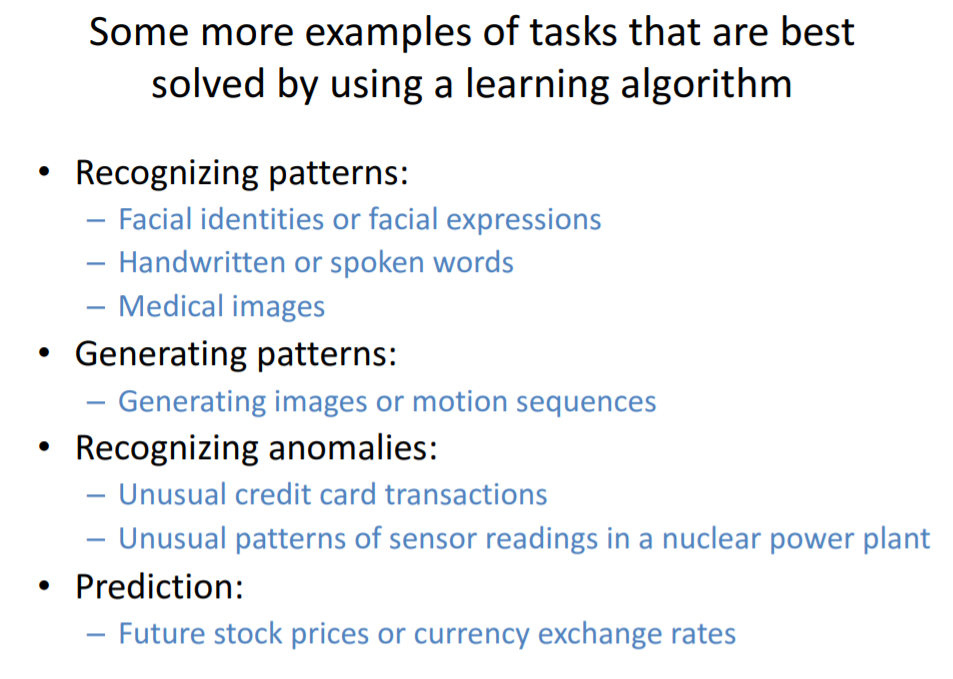 Some more examples of tasks that are best
solved by using a learning algorithm
• Recognizing patterns:
– Facial identities or facial expressions
– Handwritten or spoken words
– Medical images
• Generating patterns:
– Generating images or motion sequences
• Recognizing anomalies:
– Unusual credit card transactions
– Unusual patterns of sensor readings in a nuclear power plant
• Prediction:
– Future stock prices or currency exchange rates